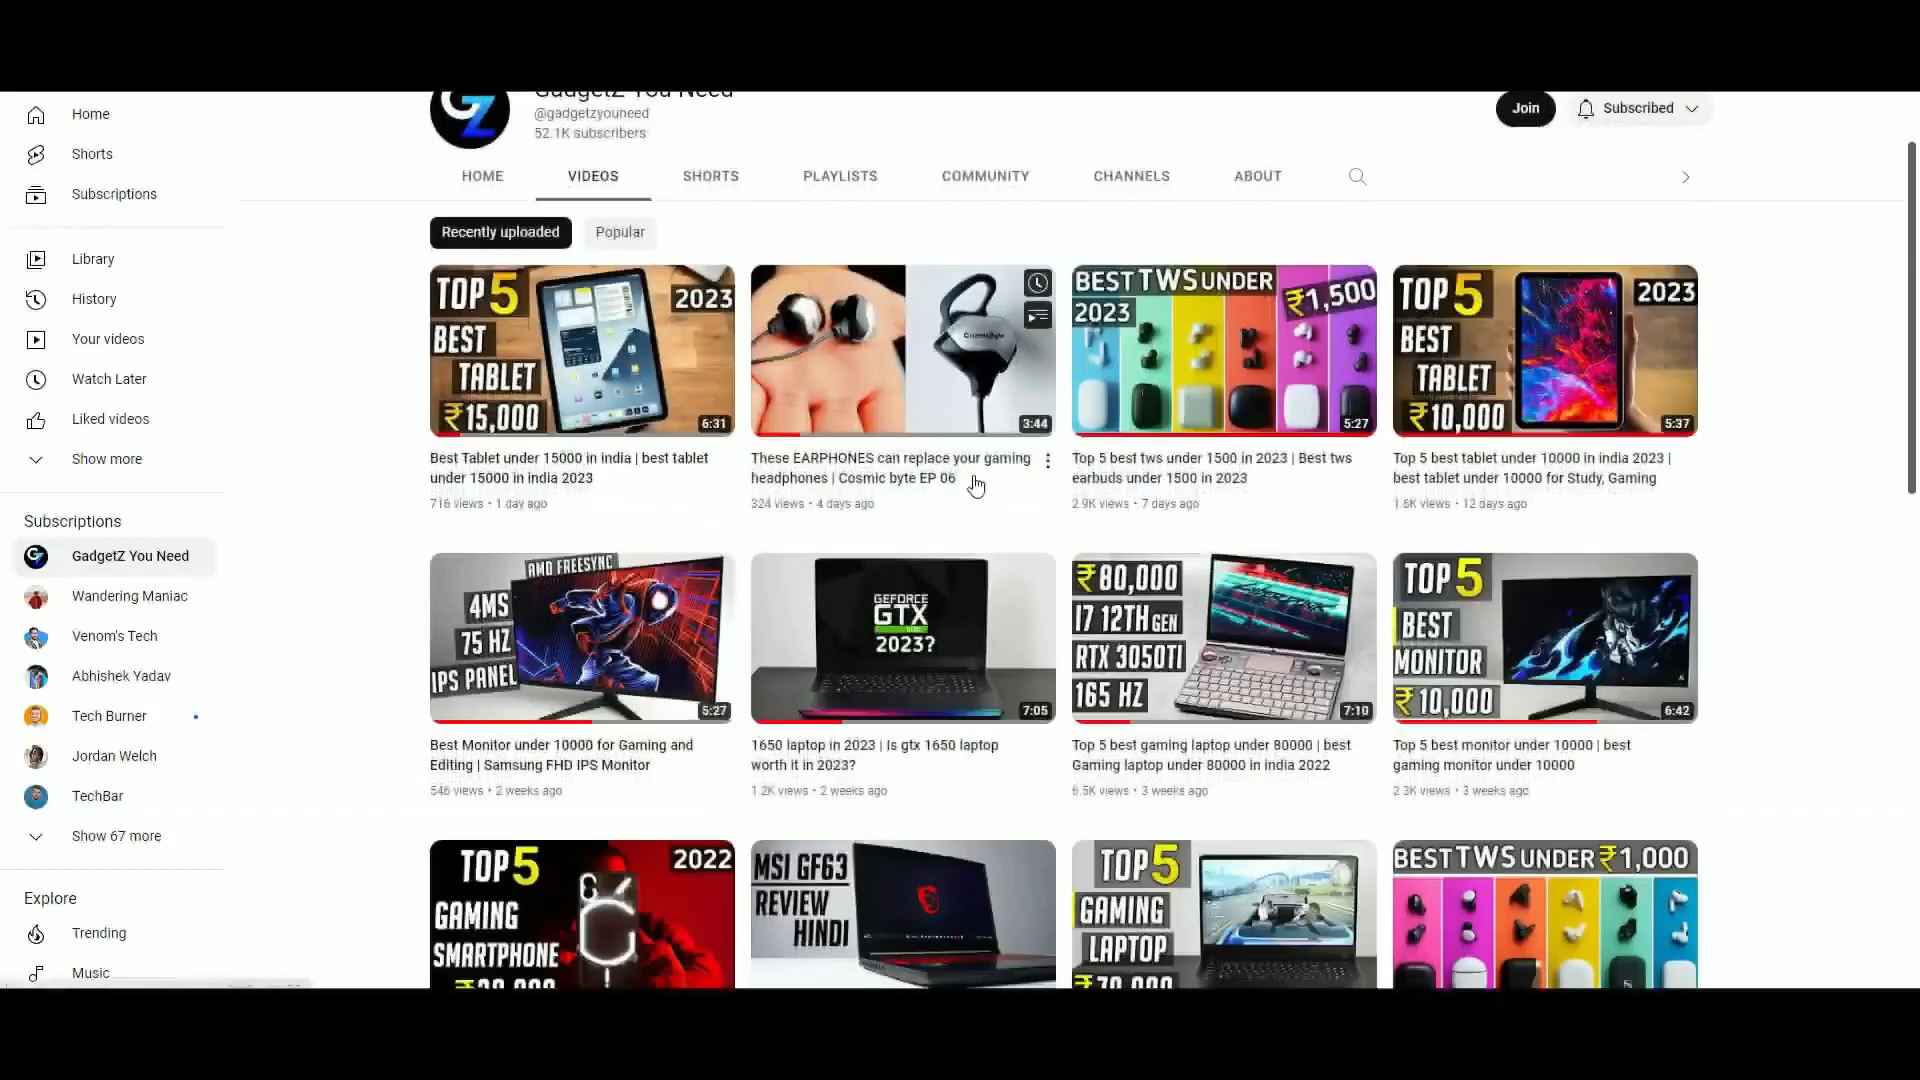 Home
Shorts
Subscriptions
Library
History
Your videos
Watch Later
Liked videos
Show more
Subscriptions
GadgetZ You Need
Wandering Maniac
Venom's Tech
Abhishek Yadav
Tech Burner
Jordan Welch
TechBar
Show 67 more
Explore
Trending
Music
GadgetZ You Need
@gadgetzyouneed
52.1K subscribers
Join
Subscribed
HOME
VIDEOS
SHORTS
PLAYLISTS
COMMUNITY
CHANNELS
ABOUT
Recently uploaded
Popular
TOP 5
2023
BEST
TABLET
₹15,000
6:31
Best Tablet under 15000 in india | best tablet
under 15000 in india 2023
716 views • 1 day ago
CosmicByte
3:44
These EARPHONES can replace your gaming
headphones | Cosmic byte EP 06
324 views • 4 days ago
BEST TWS UNDER
₹1,500
2023
5:27
Top 5 best tws under 1500 in 2023 | Best tws
earbuds under 1500 in 2023
2.9K views • 7 days ago
TOP 5
2023
BEST
TABLET
₹10,000
5:37
Top 5 best tablet under 10000 in india 2023 |
best tablet under 10000 for Study, Gaming
1.6K views • 12 days ago
AMD FREESYNC
4MS
75 HZ
IPS PANEL
5:27
Best Monitor under 10000 for Gaming and
Editing | Samsung FHD IPS Monitor
546 views • 2 weeks ago
GEFORCE
GTX
2023?
7:05
1650 laptop in 2023 | Is gtx 1650 laptop
worth it in 2023?
1.2K views • 2 weeks ago
₹80,000
I7 12TH GEN
RTX 3050TI
165 HZ
7:10
Top 5 best gaming laptop under 80000 | best
Gaming laptop under 80000 in india 2022
6.5K views • 3 weeks ago
TOP 5
BEST
MONITOR
₹10,000
6:42
Top 5 best monitor under 10000 | best
gaming monitor under 10000
2.3K views • 3 weeks ago
TOP 5
2022
GAMING
SMARTPHONE
MSI GF63
REVIEW
HINDI
TOP 5
GAMING
LAPTOP
₹70,000
BEST TWS UNDER ₹1,000